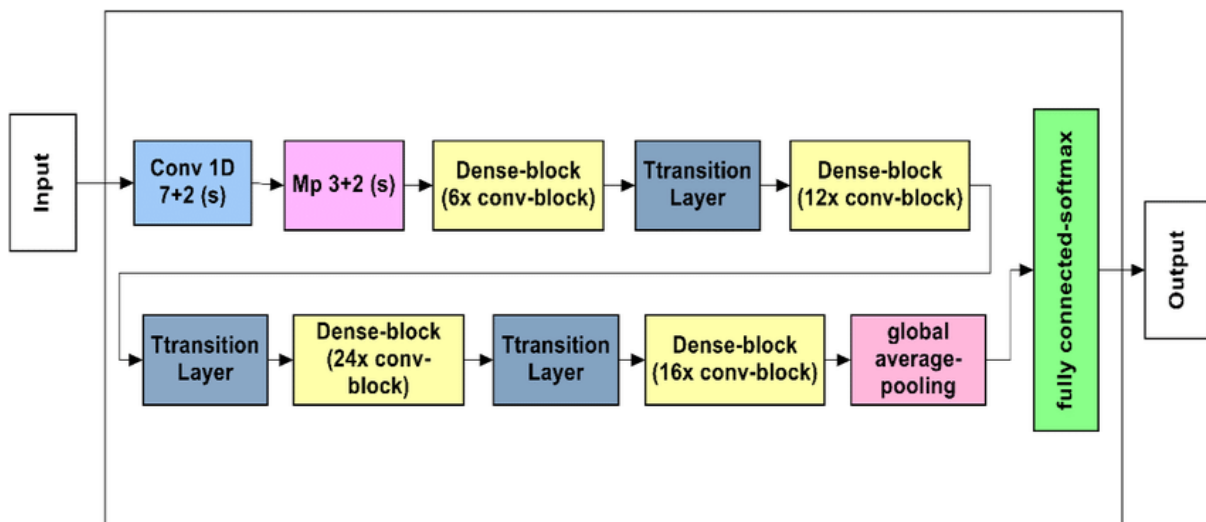 Input
Conv 1D
7+2 (s)
Mp 3+2 (s)
Dense-block
(6x conv-block)
Ttransition
Layer
Dense-block
(12x conv-block)
Ttransition
Layer
Dense-block
(24x conv-
block)
Ttransition
Layer
Dense-block
(16x conv-block)
global
average-
pooling
fully connected-softmax
Output